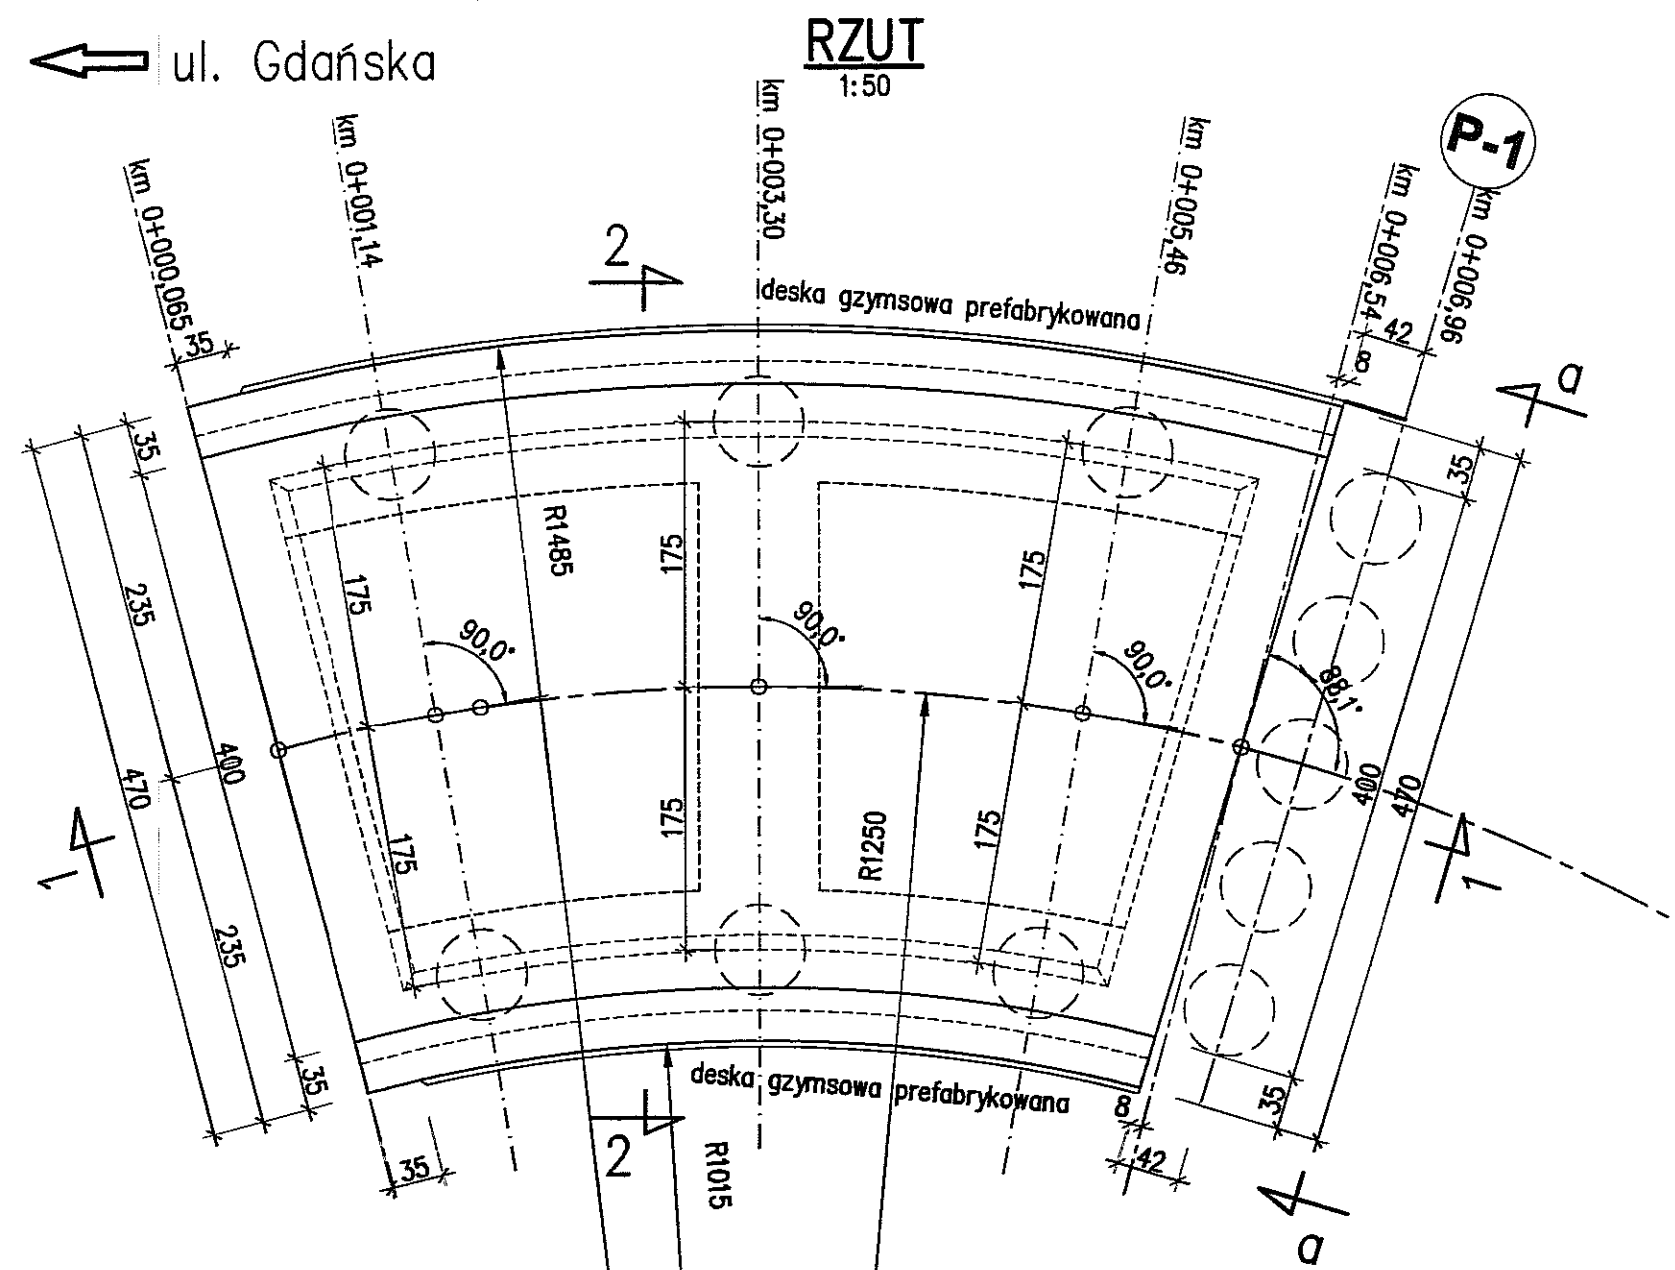 ul. Gdańska
RZUT
1:50
P-1
km 0+000,065
km 0+001,14
km 0+003,30
km 0+005,46
km 0+006,54
km 0+006,96
2
deska gzymsowa prefabrykowana
35
42
8
a
35
35
235
400
470
235
35
175
175
175
175
175
175
R1485
R1250
R1015
90,0°
90,0°
90,0°
88,1°
400
470
1
1
35
deska gzymsowa prefabrykowana
8
42
35
2
a